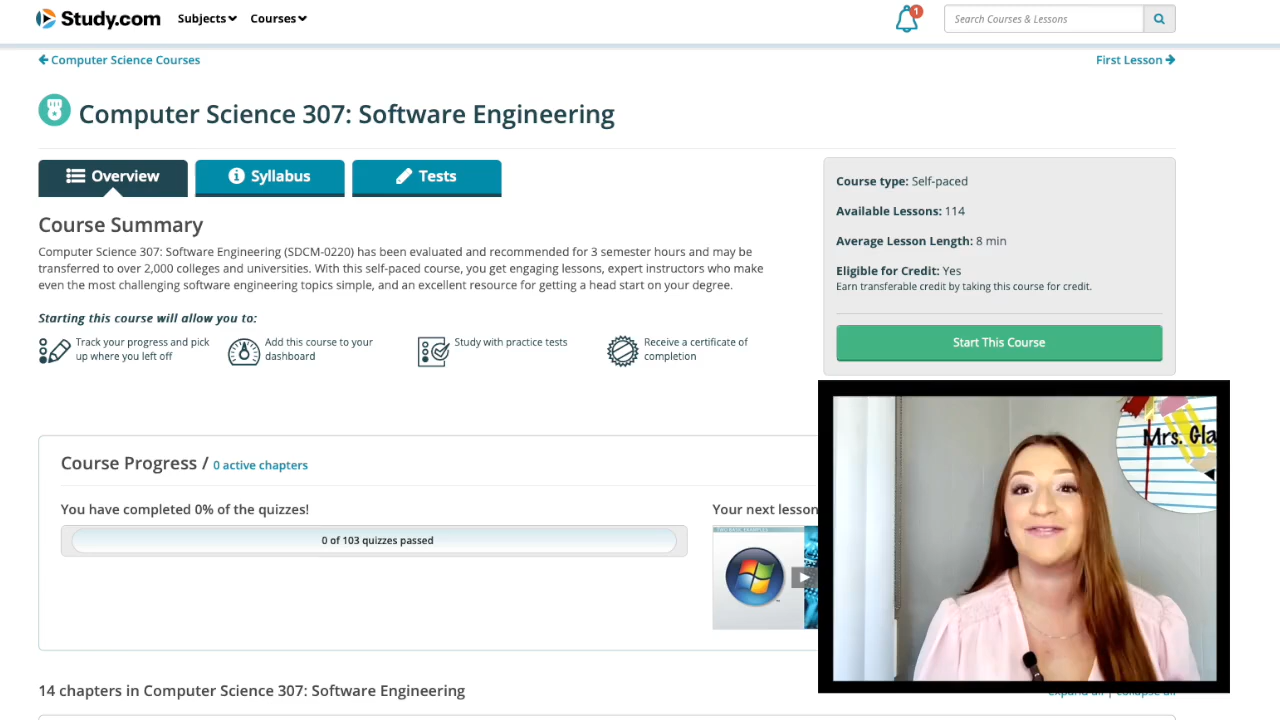 Study.com
Subjects
Courses
1
Search Courses & Lessons
Computer Science Courses
First Lesson
Computer Science 307: Software Engineering
Overview
Syllabus
Tests
Course Summary
Computer Science 307: Software Engineering (SDCM-0220) has been evaluated and recommended for 3 semester hours and may be
transferred to over 2,000 colleges and universities. With this self-paced course, you get engaging lessons, expert instructors who make
even the most challenging software engineering topics simple, and an excellent resource for getting a head start on your degree.
Starting this course will allow you to:
Track your progress and pick
up where you left off
Add this course to your
dashboard
Study with practice tests
Receive a certificate of
completion
Course type: Self-paced
Available Lessons: 114
Average Lesson Length: 8 min
Eligible for Credit: Yes
Earn transferable credit by taking this course for credit.
Start This Course
Course Progress / 0 active chapters
You have completed 0% of the quizzes!
0 of 103 quizzes passed
Your next lesson
Mrs. Gla
14 chapters in Computer Science 307: Software Engineering
expand all | collapse all